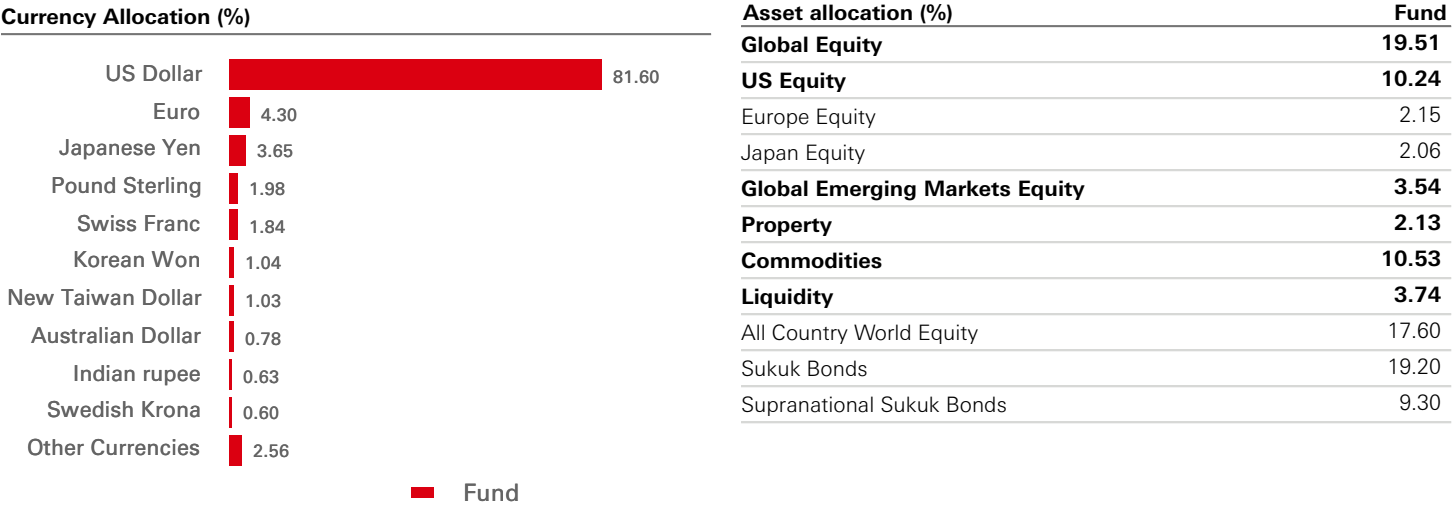 Currency Allocation (%)
US Dollar 81.60
Euro 4.30
Japanese Yen 3.65
Pound Sterling 1.98
Swiss Franc 1.84
Korean Won 1.04
New Taiwan Dollar 1.03
Australian Dollar 0.78
Indian rupee 0.63
Swedish Krona 0.60
Other Currencies 2.56
Fund
Asset allocation (%) Fund
Global Equity 19.51
US Equity 10.24
Europe Equity 2.15
Japan Equity 2.06
Global Emerging Markets Equity 3.54
Property 2.13
Commodities 10.53
Liquidity 3.74
All Country World Equity 17.60
Sukuk Bonds 19.20
Supranational Sukuk Bonds 9.30